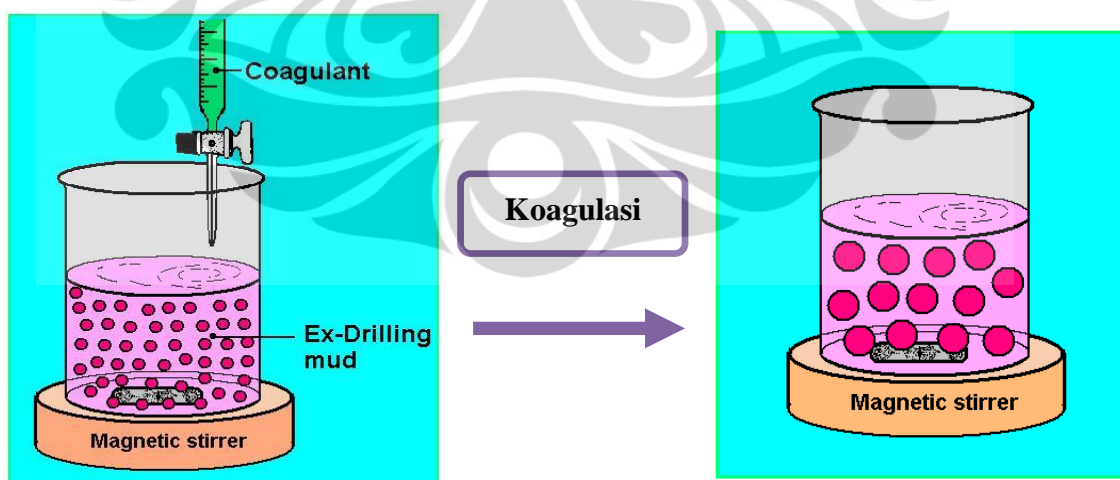 Coagulant
Ex-Drilling
mud
Magnetic stirrer
Koagulasi
Magnetic stirrer